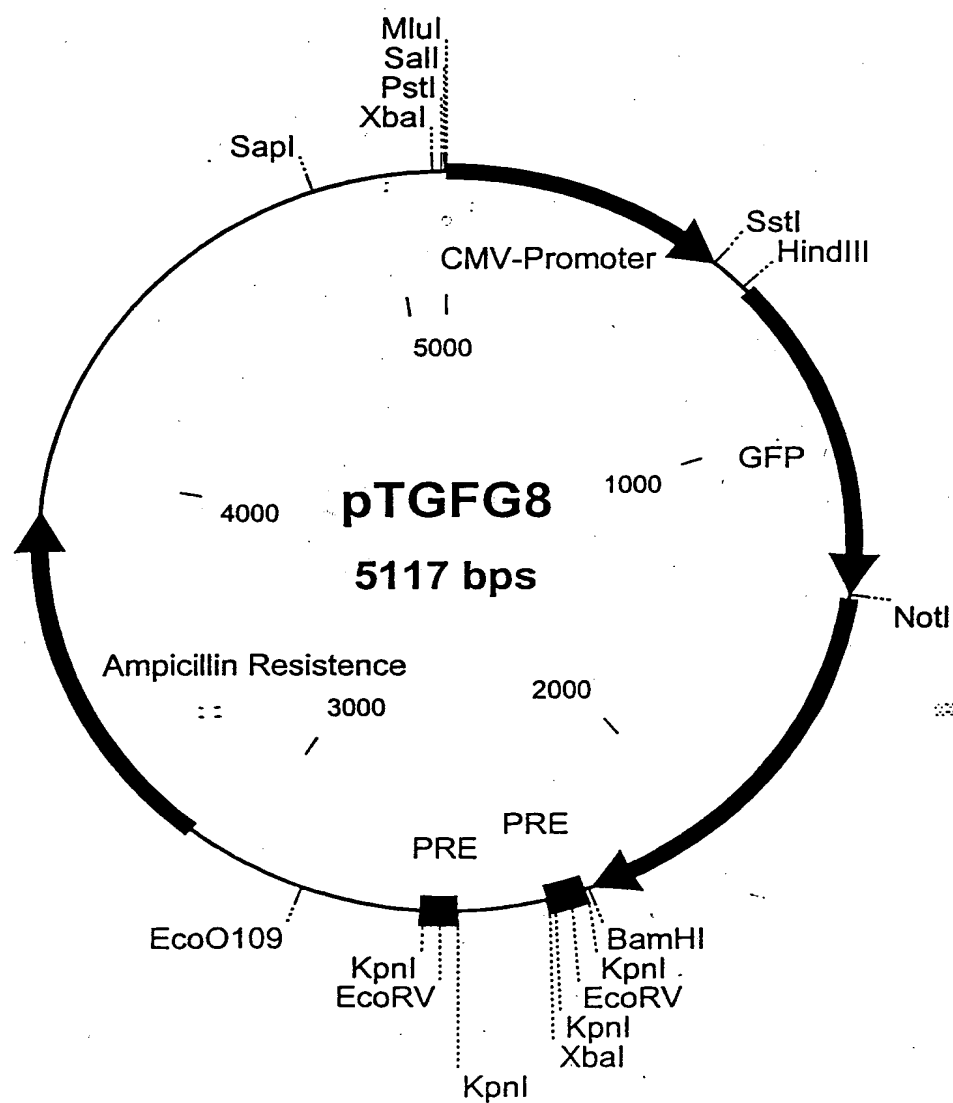 MluI
SalI
PstI
XbaI
SapI
SstI
HindIII
CMV-Promoter
5000
GFP
1000
4000
pTGFG8
5117 bps
NotI
Ampicillin Resistence
3000
2000
PRE
PRE
EcoO109
BamHI
KpnI
KpnI
EcoRV
EcoRV
KpnI
XbaI
KpnI